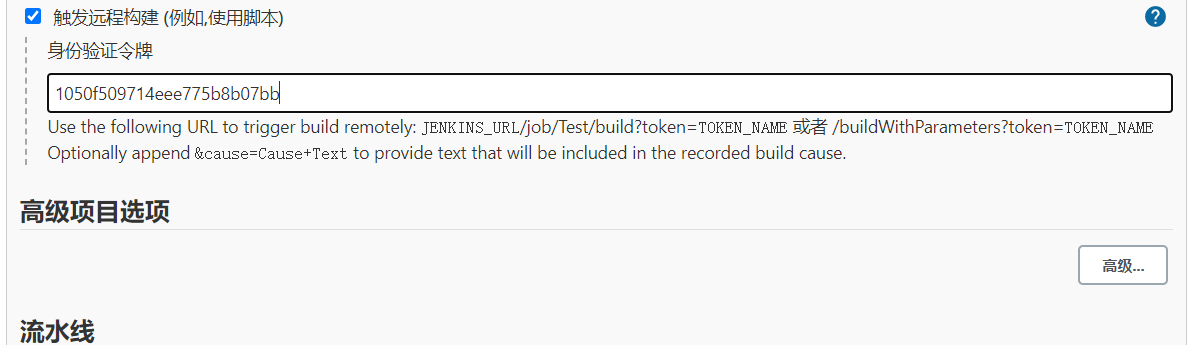 触发远程构建 (例如,使用脚本)
?
身份验证令牌
1050f509714eee775b8b07bb
Use the following URL to trigger build remotely: JENKINS_URL/job/Test/build?token=TOKEN_NAME 或者 /buildWithParameters?token=TOKEN_NAME
Optionally append &cause=Cause+Text to provide text that will be included in the recorded build cause.
高级项目选项
高级...
流水线